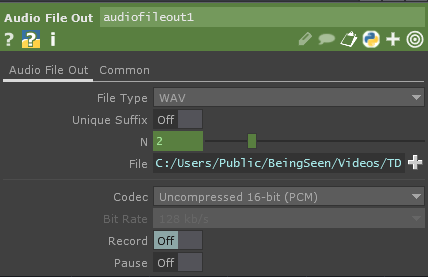 Audio File Out audiofileout1
? ? i
Audio File Out Common
File Type WAV
Unique Suffix Off
N 2
File C:/Users/Public/BeingSeen/Videos/TD
Codec Uncompressed 16-bit (PCM)
Bit Rate 128 kb/s
Record Off
Pause Off